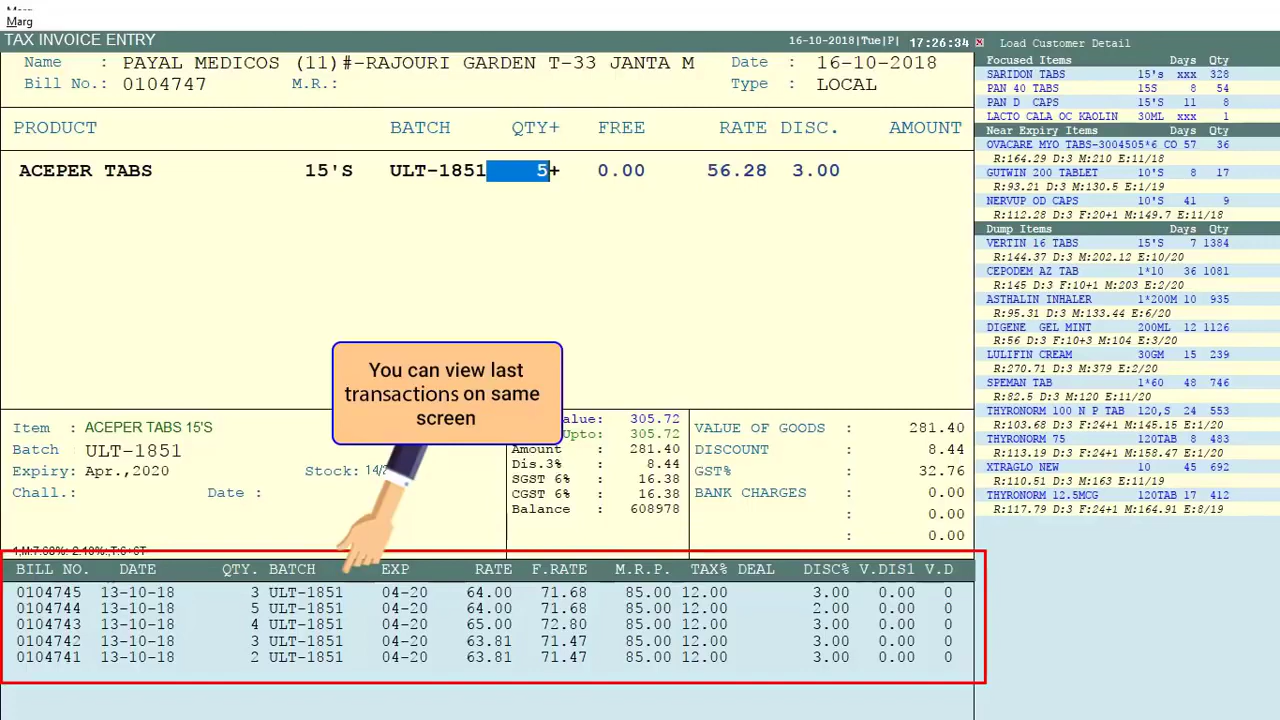 Marg
TAX INVOICE ENTRY 16-10-2018|Tue|P| 17:26:34 x Load Customer Detail
Name : PAYAL MEDICOS (11)#-RAJOURI GARDEN T-33 JANTA M Date : 16-10-2018
Bill No.: 0104747 M.R.: Type : LOCAL
PRODUCT BATCH QTY+ FREE RATE DISC. AMOUNT
ACEPER TABS 15'S ULT-1851 5+ 0.00 56.28 3.00
Focused Items Days Qty
SARIDON TABS 15's xxx 328
PAN 40 TABS 15S 8 54
PAN D CAPS 15'S 11 8
LACTO CALA OC KAOLIN 30ML xxx 1
Near Expiry Items Days Qty
OVACARE MYO TABS-3004505*6 CO 57 36
R:164.29 D:3 M:210 E:11/18
GUTWIN 200 TABLET 10'S 8 17
R:93.21 D:3 M:130.5 E:1/19
NERVUP OD CAPS 10'S 41 9
R:112.28 D:3 F:20+1 M:149.7 E:11/18
Dump Items Days Qty
VERTIN 16 TABS 15'S 7 1384
R:144.37 D:3 M:202.12 E:10/20
CEPODEM AZ TAB 1*10 36 1081
R:145 D:3 F:10+1 M:203 E:2/20
ASTHALIN INHALER 1*200M 10 935
R:95.31 D:3 M:133.44 E:6/20
DIGENE GEL MINT 200ML 12 1126
R:56 D:3 F:10+3 M:104 E:3/20
LULIFIN CREAM 30GM 15 239
R:270.71 D:3 M:379 E:2/20
SPEMAN TAB 1*60 48 746
R:82.5 D:3 M:120 E:11/20
THYRONORM 100 N P TAB 120,S 24 553
R:103.68 D:3 M:145.15 E:1/20
THYRONORM 75 120TAB 8 483
R:113.19 D:3 M:158.47 E:1/20
XTRAGLO NEW 10 45 692
R:110.51 D:3 M:163 E:11/19
THYRONORM 12.5MCG 120TAB 17 412
R:117.79 D:3 M:164.91 E:8/19
You can view last
transactions on same
screen
Item : ACEPER TABS 15'S
Batch : ULT-1851
Expiry: Apr.,2020 Stock: 14/
Chall.: Date :
alue: 305.72
Upto: 305.72
Amount : 281.40
Dis.3% : 8.44
SGST 6% : 16.38
CGST 6% : 16.38
Balance : 608978
VALUE OF GOODS : 281.40
DISCOUNT : 8.44
GST% : 32.76
BANK CHARGES : 0.00
: 0.00
: 0.00
BILL NO. DATE QTY. BATCH EXP RATE F.RATE M.R.P. TAX% DEAL DISC% V.DIS1 V.D
0104745 13-10-18 3 ULT-1851 04-20 64.00 71.68 85.00 12.00 3.00 0.00 0
0104744 13-10-18 5 ULT-1851 04-20 64.00 71.68 85.00 12.00 2.00 0.00 0
0104743 13-10-18 4 ULT-1851 04-20 65.00 72.80 85.00 12.00 3.00 0.00 0
0104742 13-10-18 3 ULT-1851 04-20 63.81 71.47 85.00 12.00 3.00 0.00 0
0104741 13-10-18 2 ULT-1851 04-20 63.81 71.47 85.00 12.00 3.00 0.00 0